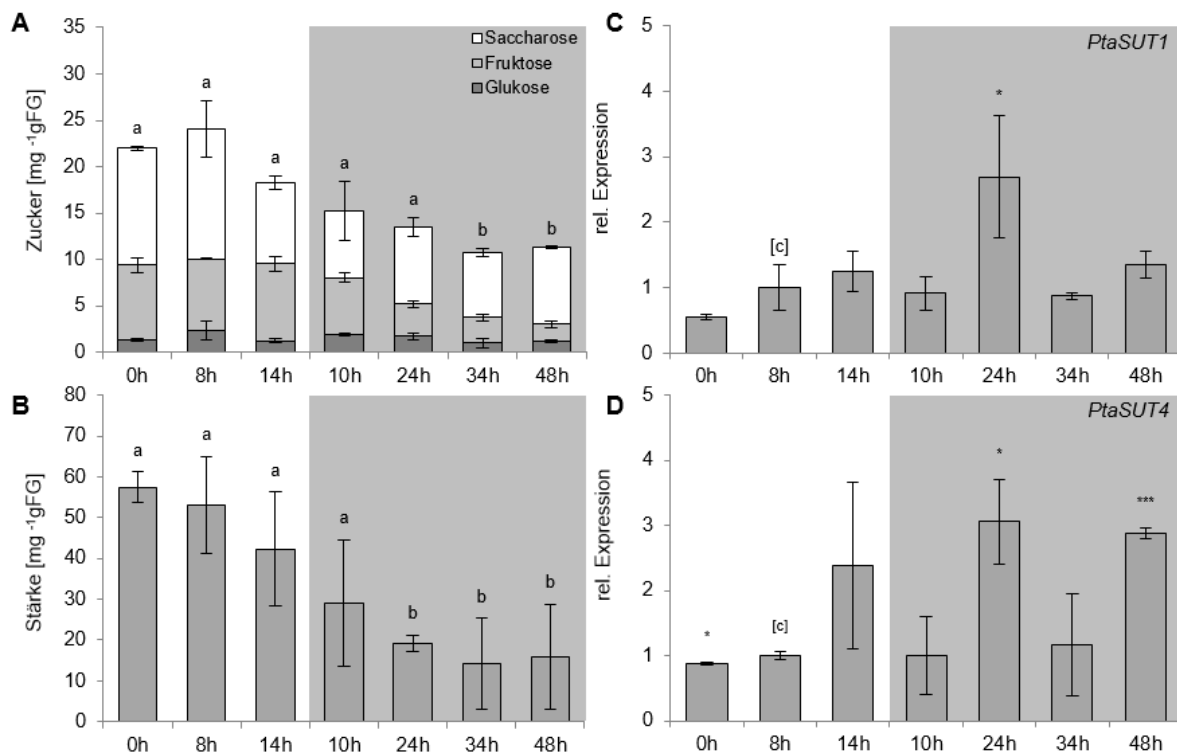 A
Zucker [mg -1gFG]
35
30
25
20
15
10
5
0
Saccharose
Fruktose
Glukose
a
a
a
a
a
b
b
0h 8h 14h 10h 24h 34h 48h
C
rel. Expression
5
4
3
2
1
0
PtaSUT1
[c]
*
0h 8h 14h 10h 24h 34h 48h
B
Stärke [mg -1gFG]
80
70
60
50
40
30
20
10
0
a
a
a
a
b
b
b
0h 8h 14h 10h 24h 34h 48h
D
rel. Expression
5
4
3
2
1
0
PtaSUT4
*
[c]
*
***
0h 8h 14h 10h 24h 34h 48h